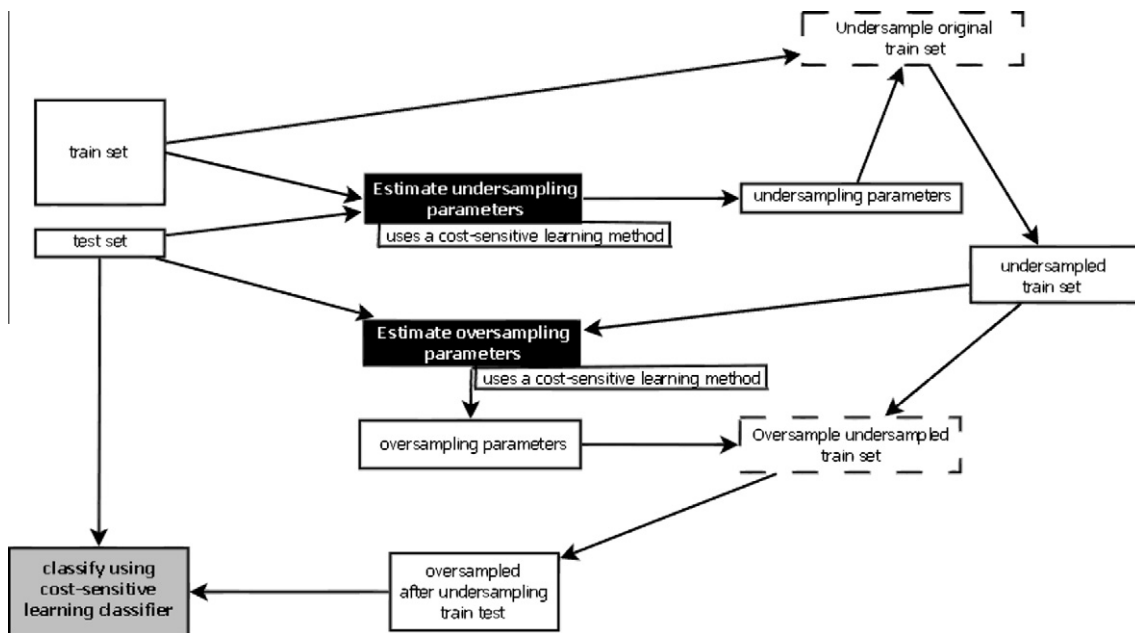 Undersample original
train set
train set
Estimate undersampling
parameters
undersampling parameters
uses a cost-sensitive learning method
test set
undersampled
train set
Estimate oversampling
parameters
uses a cost-sensitive learning method
oversampling parameters
Oversample undersampled
train set
classify using
cost-sensitive
learning classifier
oversampled
after undersampling
train test